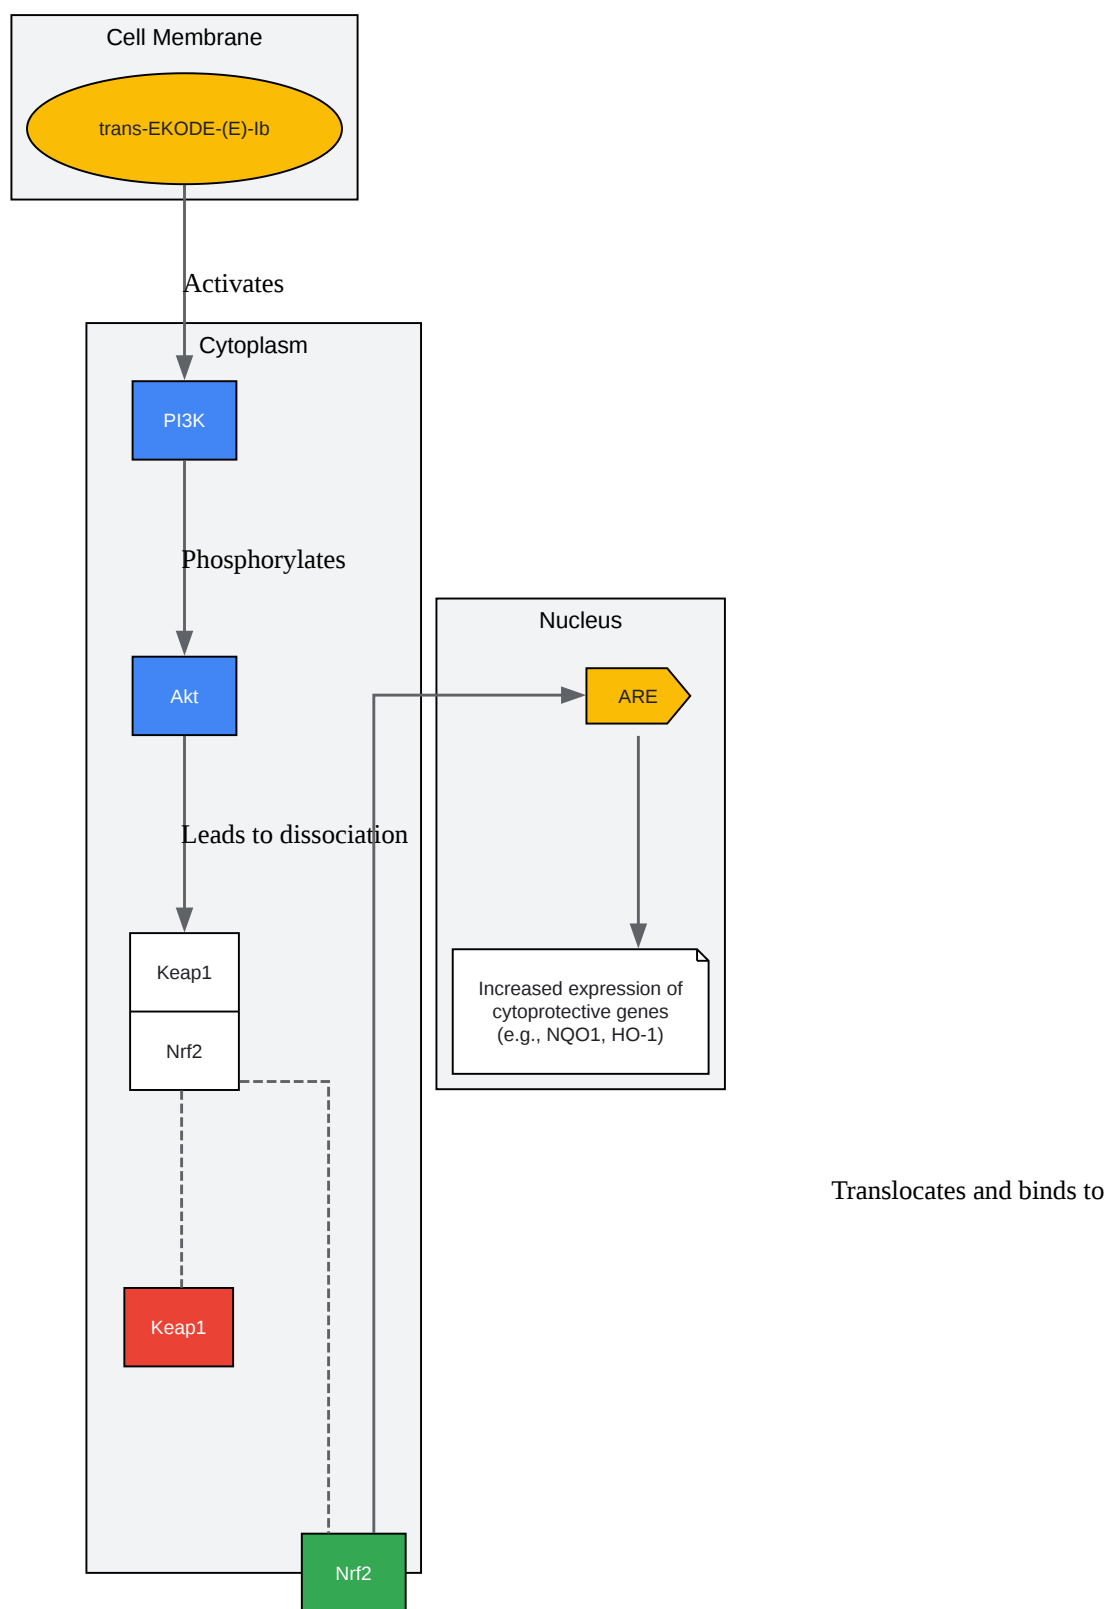 Cell Membrane
trans-EKODE-(E)-Ib
Activates
Cytoplasm
PI3K
Phosphorylates
Akt
Leads to dissociation
Keap1
Nrf2
Keap1
Nrf2
Nucleus
ARE
Increased expression of
cytoprotective genes
(e.g., NQO1, HO-1)
Translocates and binds to